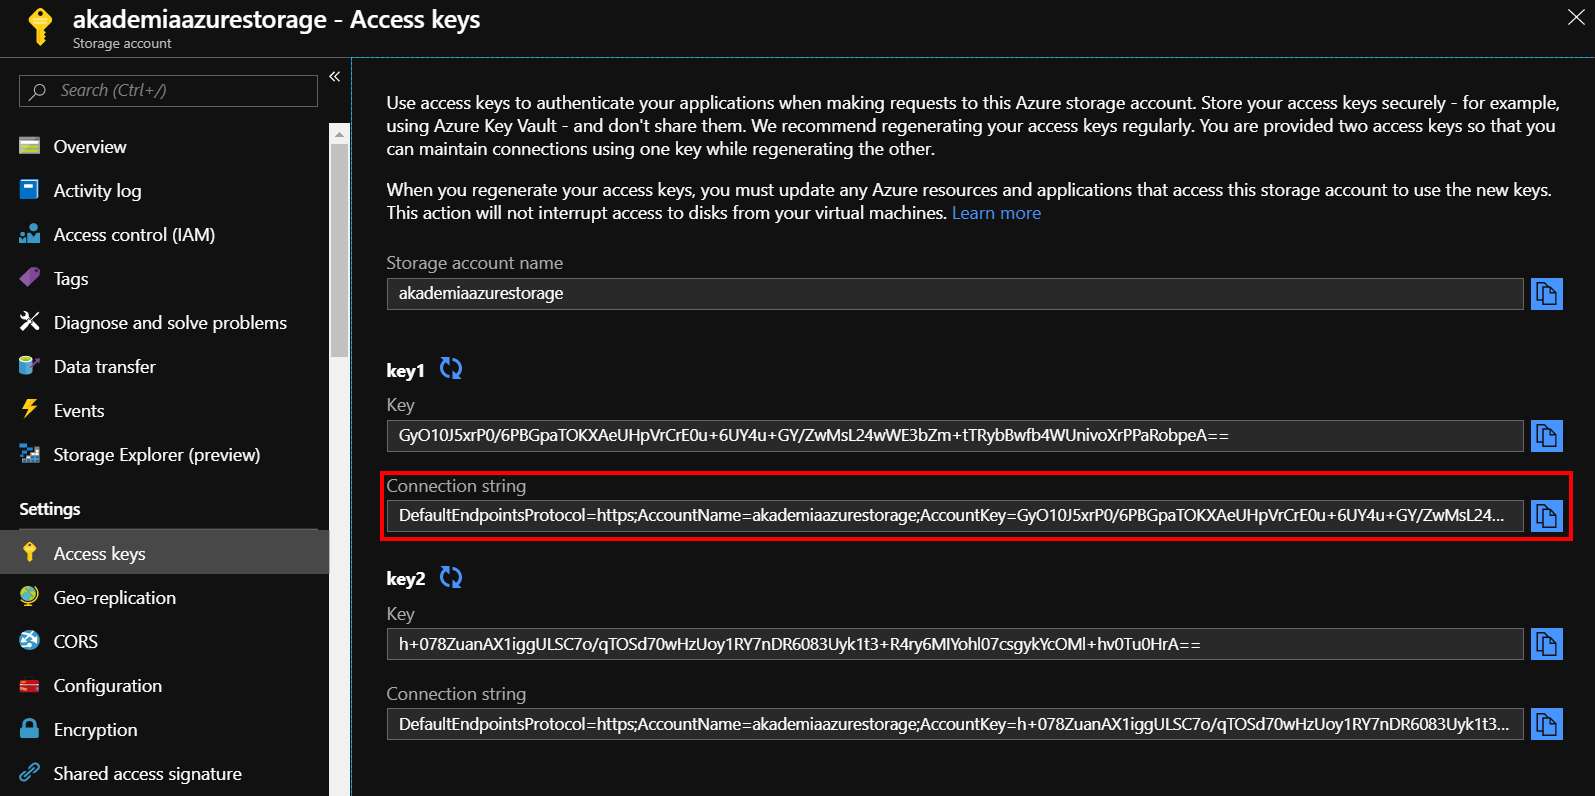 akademiaazurestorage - Access keys
Storage account
Search (Ctrl+/)
Overview
Activity log
Access control (IAM)
Tags
Diagnose and solve problems
Data transfer
Events
Storage Explorer (preview)
Settings
Access keys
Geo-replication
CORS
Configuration
Encryption
Shared access signature
Use access keys to authenticate your applications when making requests to this Azure storage account. Store your access keys securely - for example,
using Azure Key Vault - and don't share them. We recommend regenerating your access keys regularly. You are provided two access keys so that you
can maintain connections using one key while regenerating the other.
When you regenerate your access keys, you must update any Azure resources and applications that access this storage account to use the new keys.
This action will not interrupt access to disks from your virtual machines. Learn more
Storage account name
akademiaazurestorage
key1
Key
GyO10J5xrP0/6PBGpaTOKXAeUHpVrCrE0u+6UY4u+GY/ZwMsL24wWE3bZm+tTRybBwfb4WUnivoXrPPaRobpeA==
Connection string
DefaultEndpointsProtocol=https;AccountName=akademiaazurestorage;AccountKey=GyO10J5xrP0/6PBGpaTOKXAeUHpVrCrE0u+6UY4u+GY/ZwMsL24...
key2
Key
h+078ZuanAX1iggULSC7o/qTOSd70wHzUoy1RY7nDR6083Uyk1t3+R4ry6MIYohl07csgykYcOMl+hv0Tu0HrA==
Connection string
DefaultEndpointsProtocol=https;AccountName=akademiaazurestorage;AccountKey=h+078ZuanAX1iggULSC7o/qTOSd70wHzUoy1RY7nDR6083Uyk1t3...